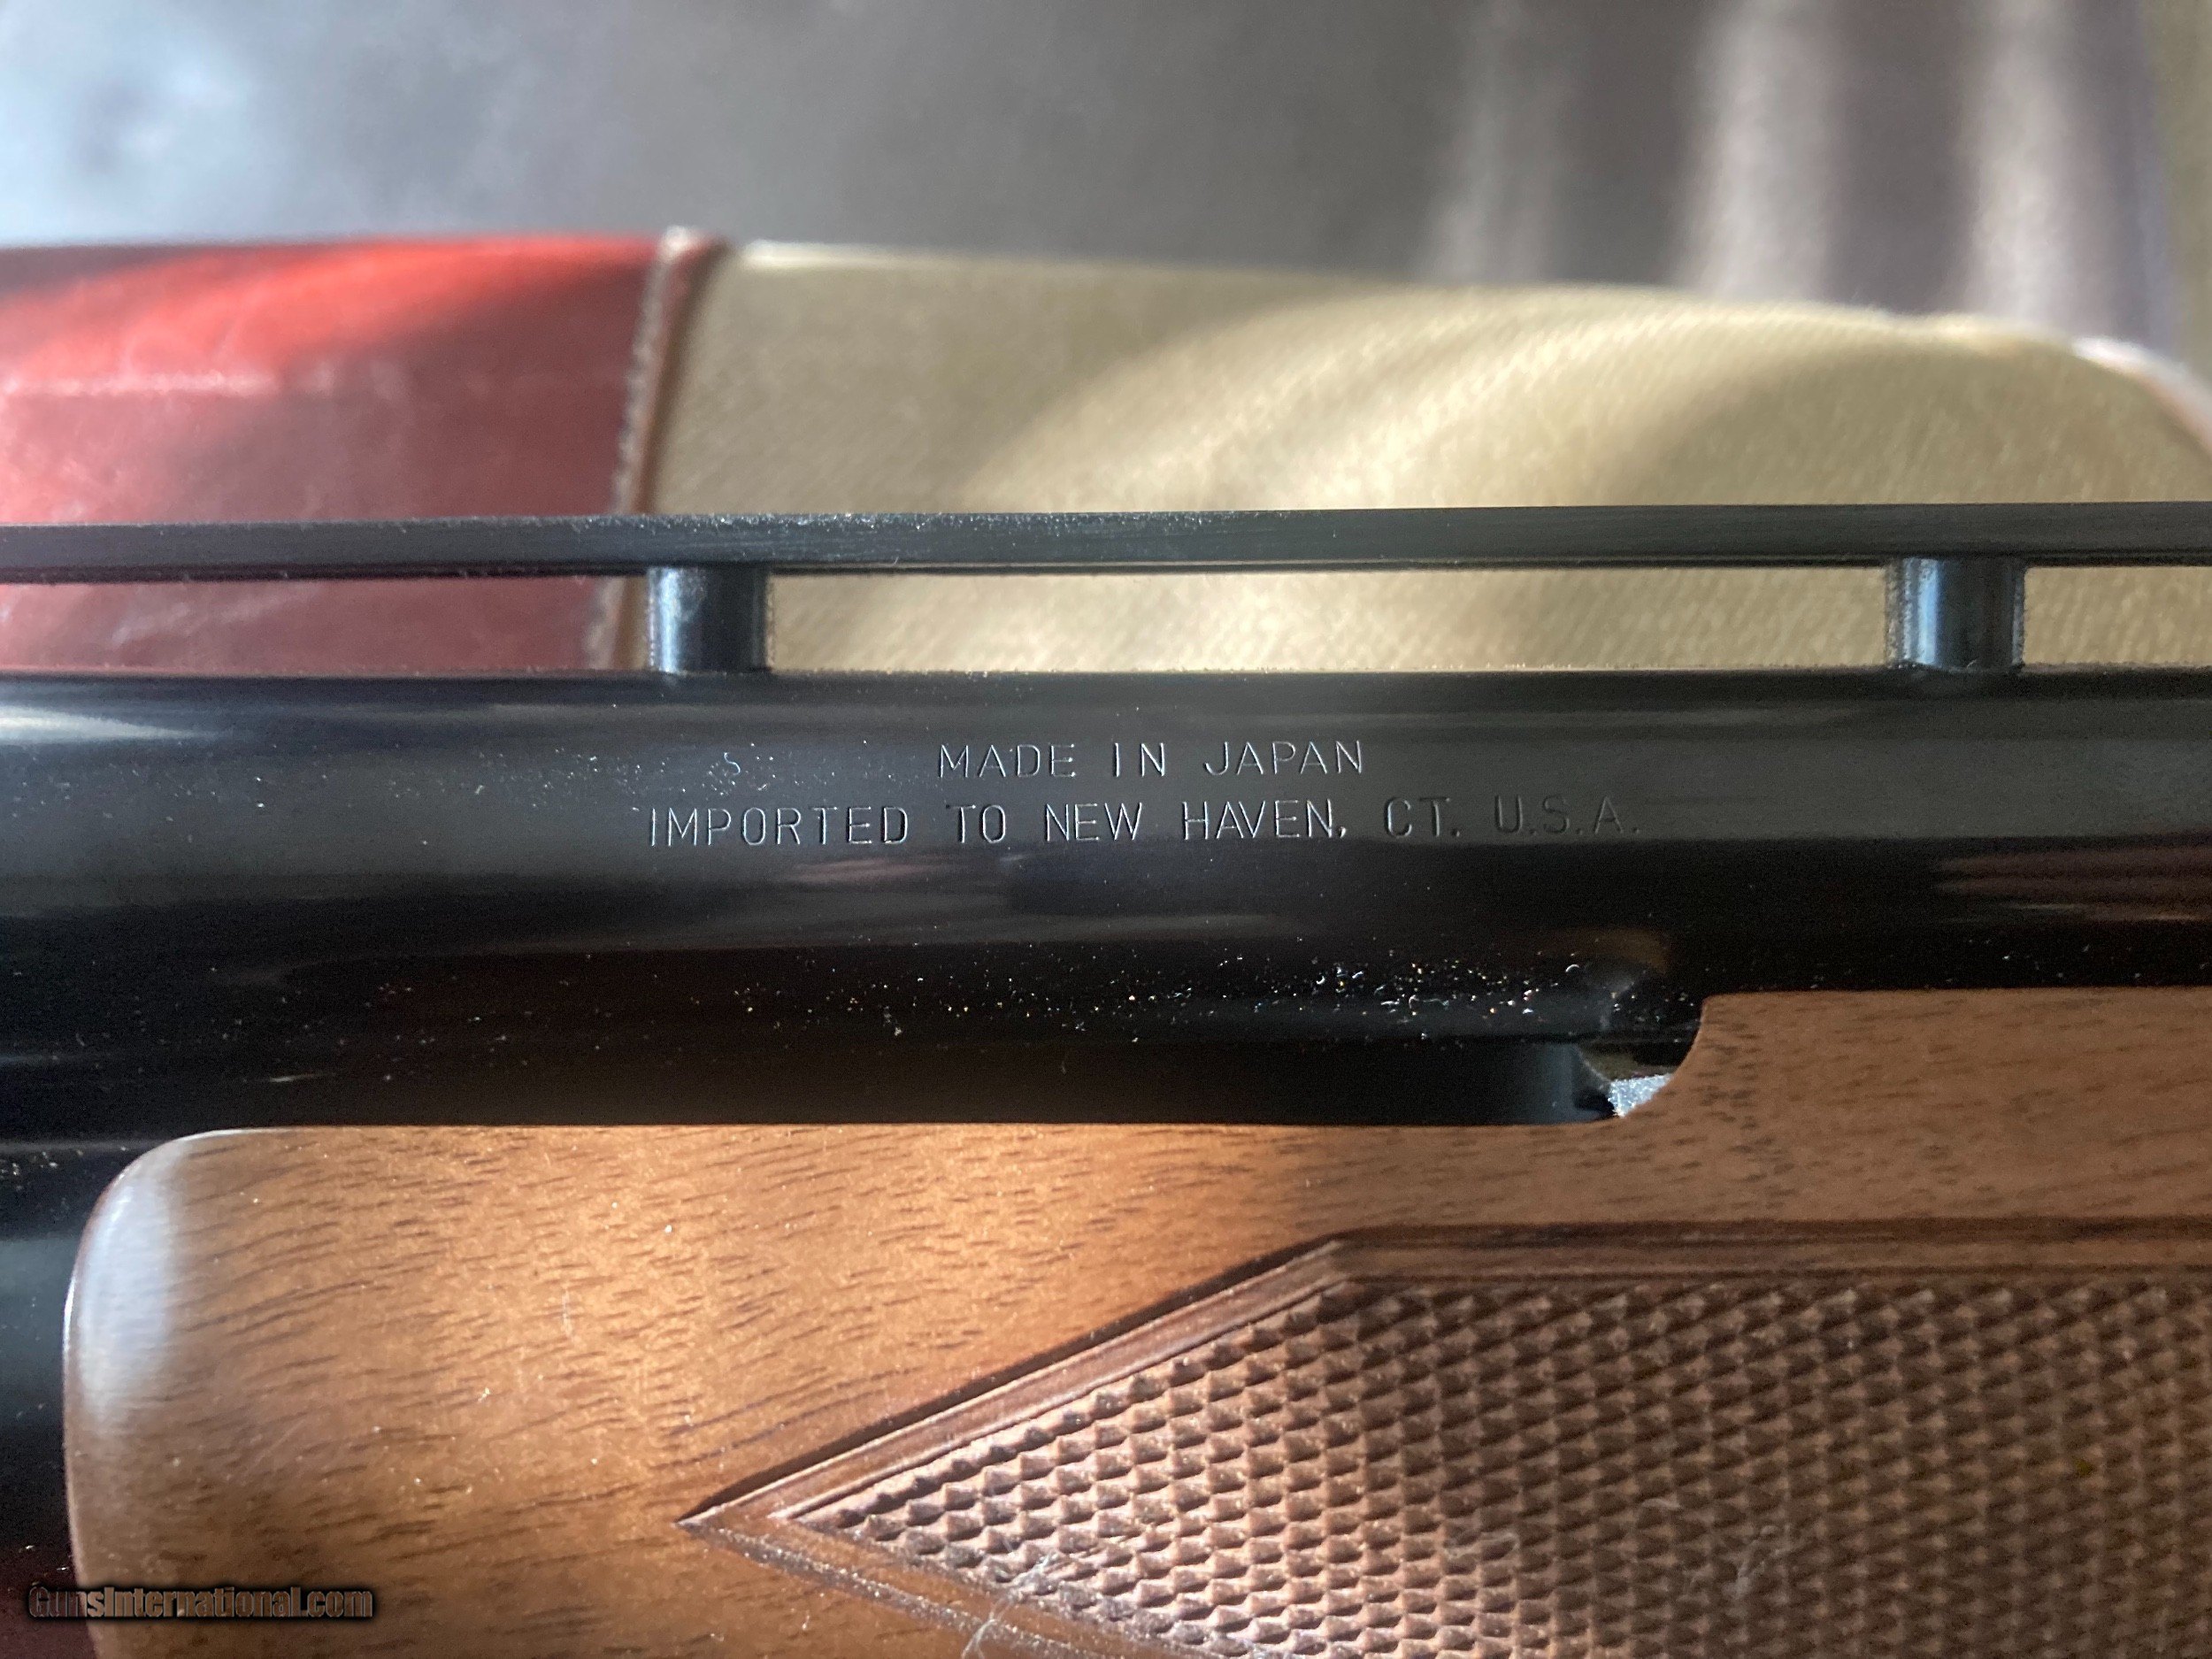 MADE IN JAPAN
IMPORTED TO NEW HAVEN, CT. U.S.A.
GunsInternational.com